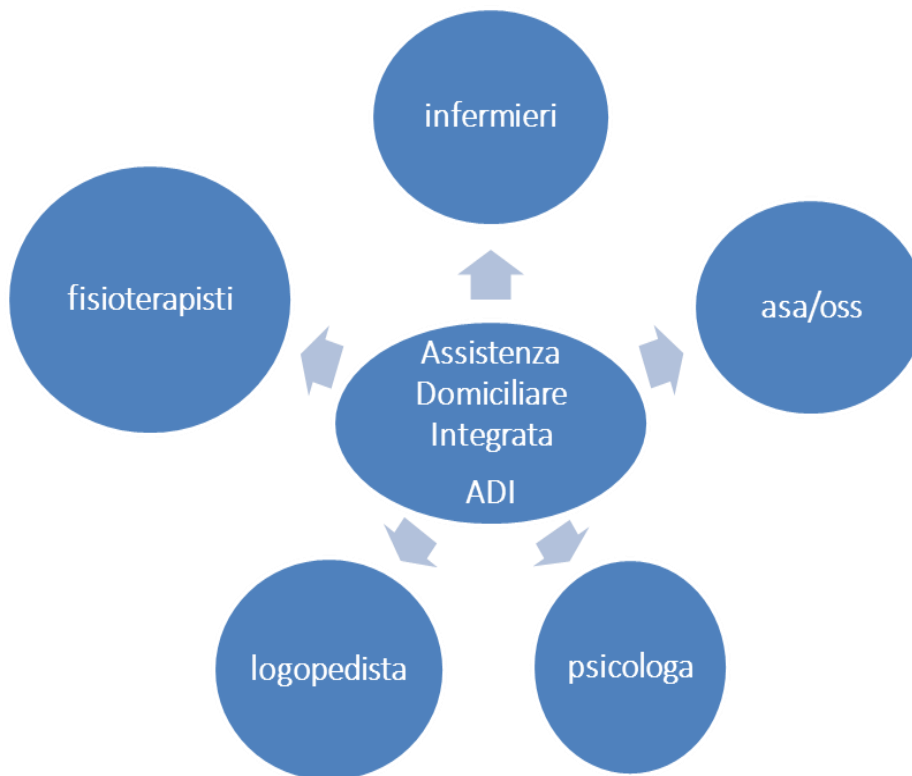 infermieri
fisioterapisti
asa/oss
Assistenza
Domiciliare
Integrata
ADI
logopedista
psicologa